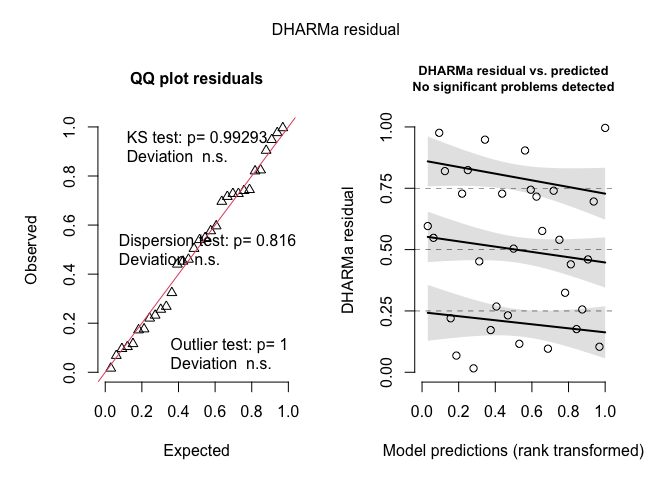 DHARMa residual
QQ plot residuals
KS test: p= 0.99293
Deviation n.s.
Dispersion test: p= 0.816
Deviation n.s.
Outlier test: p= 1
Deviation n.s.
Observed
0.0 0.2 0.4 0.6 0.8 1.0
0.0 0.2 0.4 0.6 0.8 1.0
Expected
DHARMa residual vs. predicted
No significant problems detected
DHARMa residual
0.00 0.25 0.50 0.75 1.00
0.0 0.2 0.4 0.6 0.8 1.0
Model predictions (rank transformed)